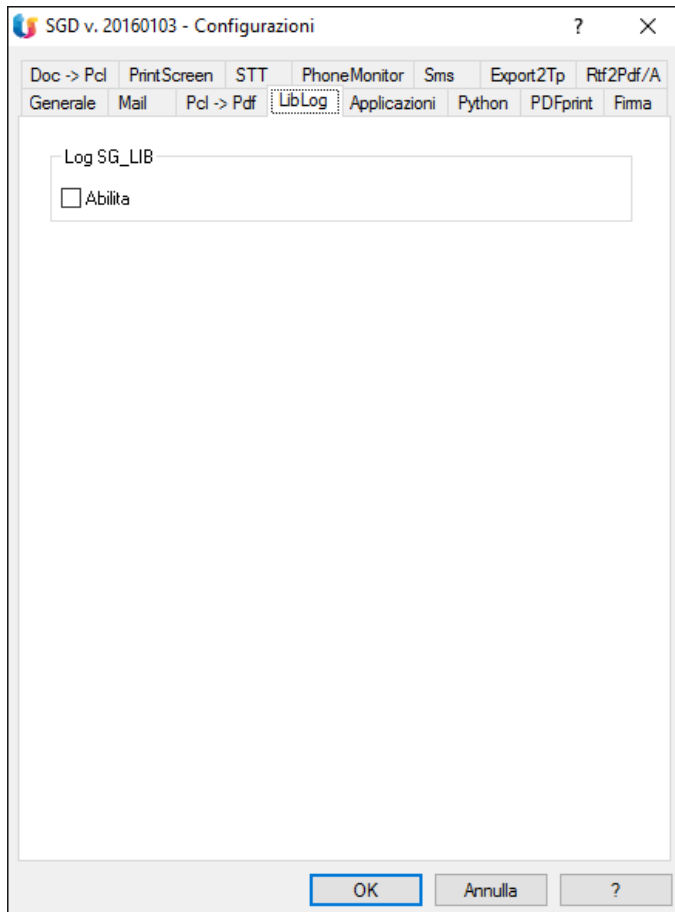 SGD v. 20160103 - Configurazioni ?
Doc -> Pcl PrintScreen STT PhoneMonitor Sms Export2Tp Rtf2Pdf/A
Generale Mail Pcl -> Pdf LibLog Applicazioni Python PDFprint Firma
Log SG_LIB
Abilita
OK Annulla ?